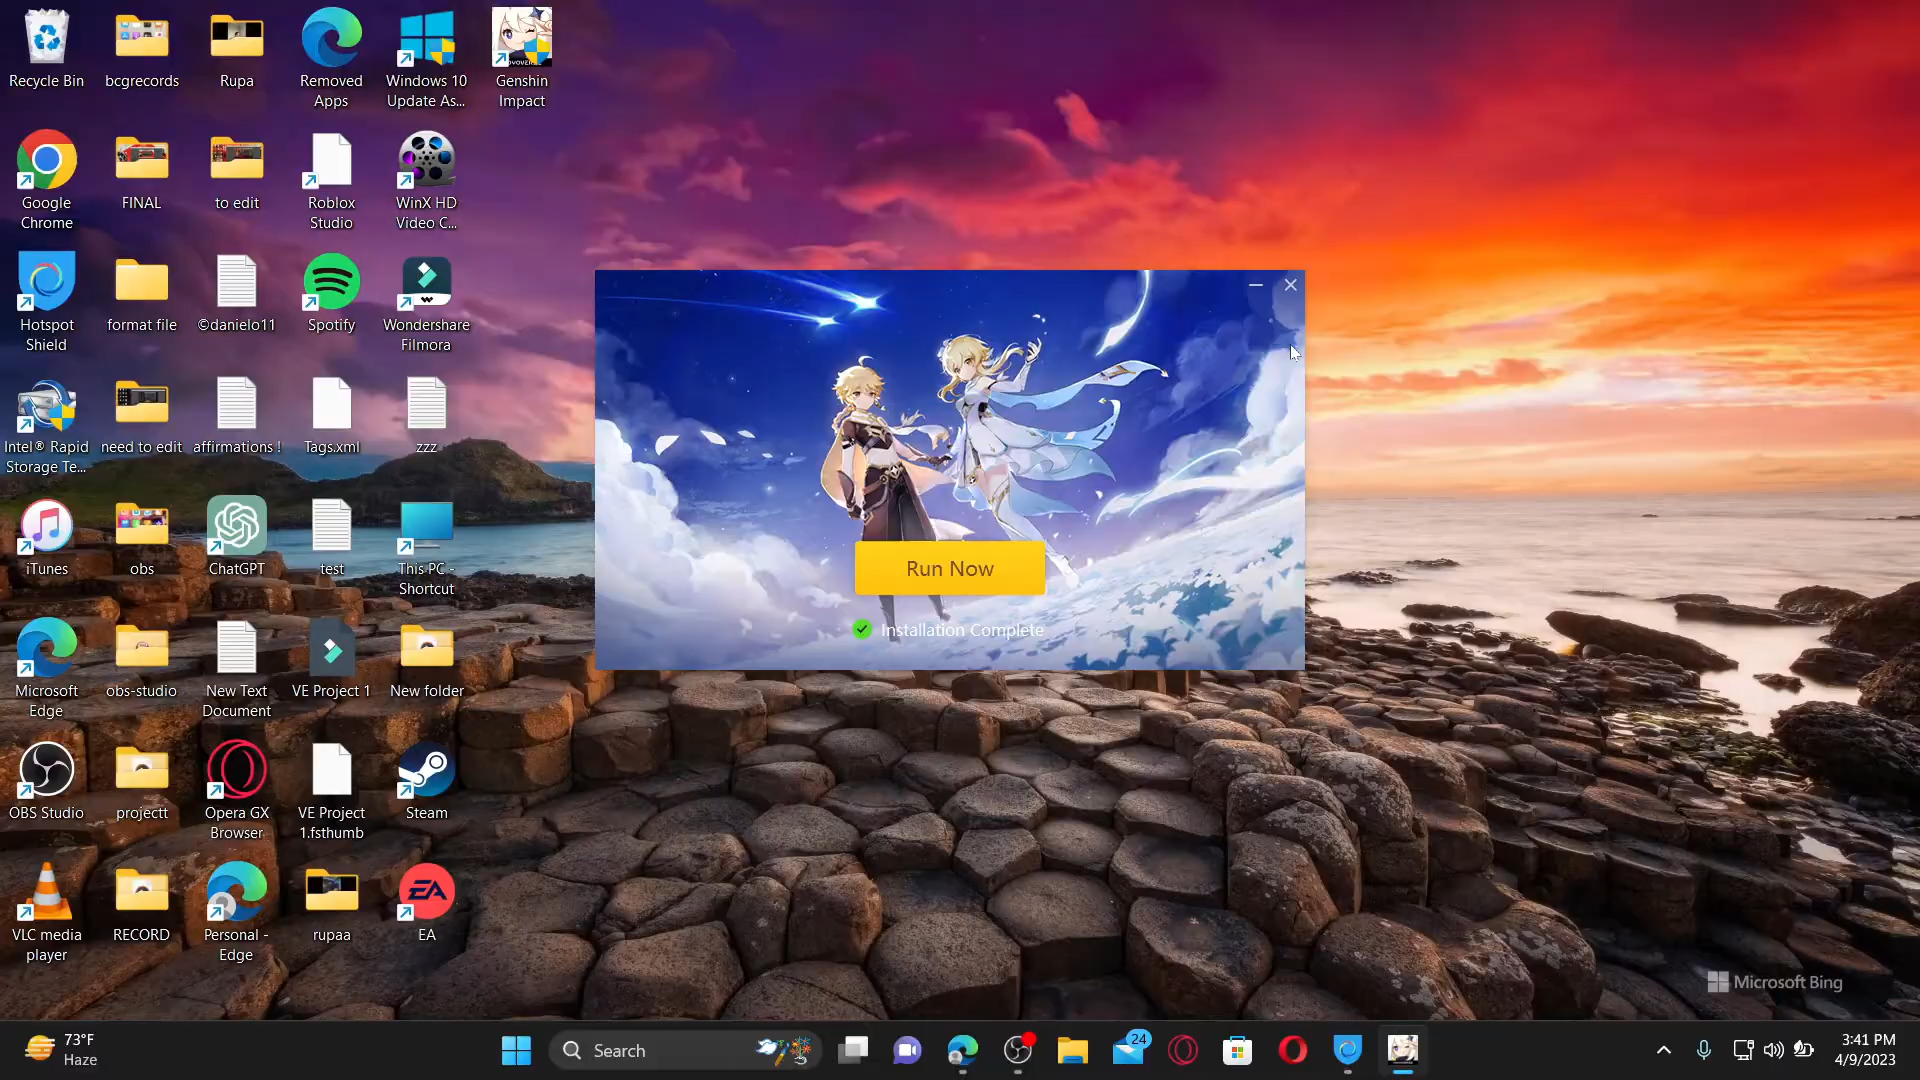 Recycle Bin
bcgrecords
Rupa
Removed
Apps
Windows 10
Update As...
Genshin
Impact
Google
Chrome
FINAL
to edit
Roblox
Studio
WinX HD
Video C...
Hotspot
Shield
format file
©danielo11
Spotify
Wondershare
Filmora
Intel® Rapid
Storage Te...
need to edit
affirmations !
Tags.xml
zzz
iTunes
obs
ChatGPT
test
This PC -
Shortcut
Microsoft
Edge
obs-studio
New Text
Document
VE Project 1
New folder
OBS Studio
projectt
Opera GX
Browser
VE Project
1.fsthumb
Steam
VLC media
player
RECORD
Personal -
Edge
rupaa
EA
EA
Run Now
Installation Complete
Microsoft Bing
73°F
Haze
Search
24
3:41 PM
4/9/2023